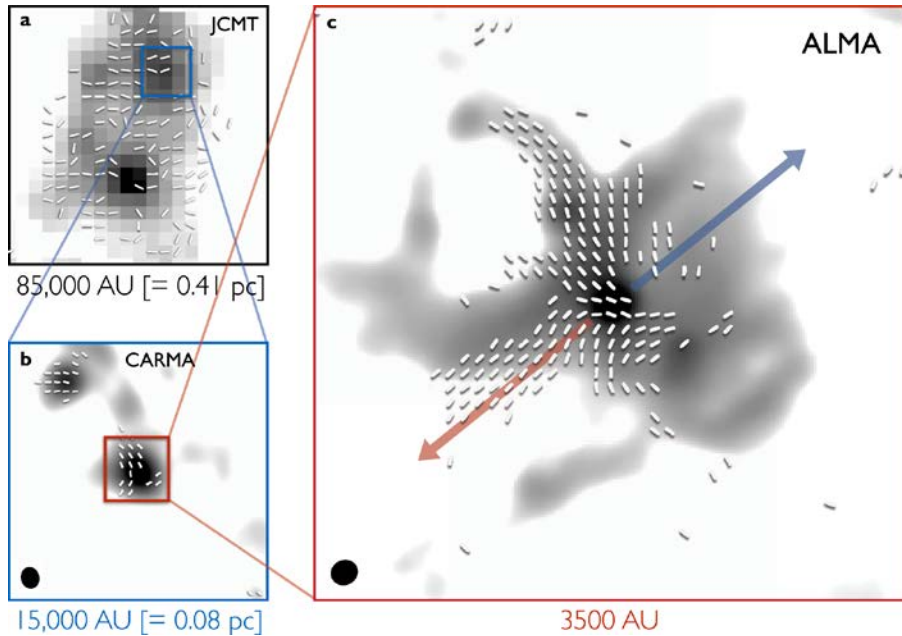 a
JCMT
85,000 AU [= 0.41 pc]
b
CARMA
15,000 AU [= 0.08 pc]
c
ALMA
3500 AU